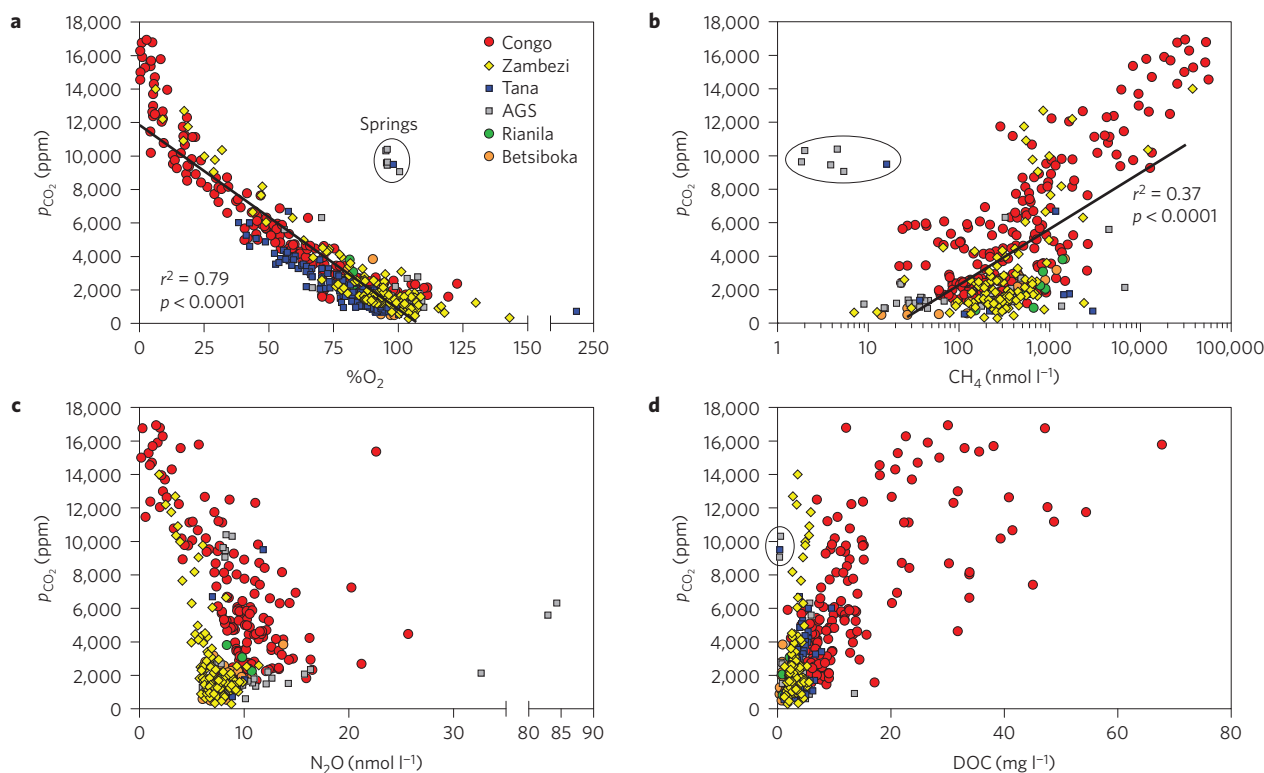 a
18,000
16,000
14,000
12,000
10,000
8,000
6,000
4,000
2,000
0
pCO₂ (ppm)
Congo
Zambezi
Tana
AGS
Rianila
Betsiboka
Springs
r² = 0.79
p < 0.0001
0 25 50 75 100 125 150 250
%O₂
b
18,000
16,000
14,000
12,000
10,000
8,000
6,000
4,000
2,000
0
pCO₂ (ppm)
r² = 0.37
p < 0.0001
1 10 100 1,000 10,000 100,000
CH₄ (nmol l⁻¹)
c
18,000
16,000
14,000
12,000
10,000
8,000
6,000
4,000
2,000
0
pCO₂ (ppm)
0 10 20 30 80 85 90
N₂O (nmol l⁻¹)
d
18,000
16,000
14,000
12,000
10,000
8,000
6,000
4,000
2,000
0
pCO₂ (ppm)
0 20 40 60 80
DOC (mg l⁻¹)